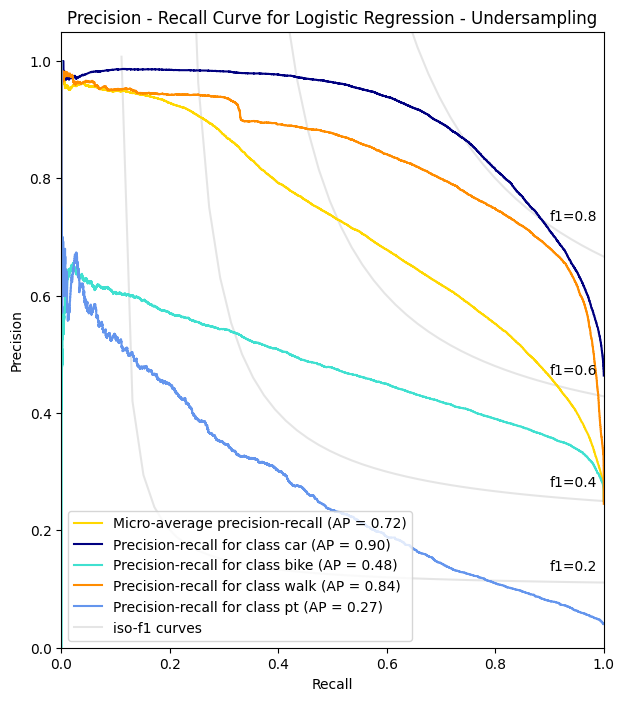 Precision - Recall Curve for Logistic Regression - Undersampling
1.0
0.8
0.6
0.4
0.2
0.0
Precision
f1=0.8
f1=0.6
f1=0.4
f1=0.2
Micro-average precision-recall (AP = 0.72)
Precision-recall for class car (AP = 0.90)
Precision-recall for class bike (AP = 0.48)
Precision-recall for class walk (AP = 0.84)
Precision-recall for class pt (AP = 0.27)
iso-f1 curves
0.0 0.2 0.4 0.6 0.8 1.0
Recall